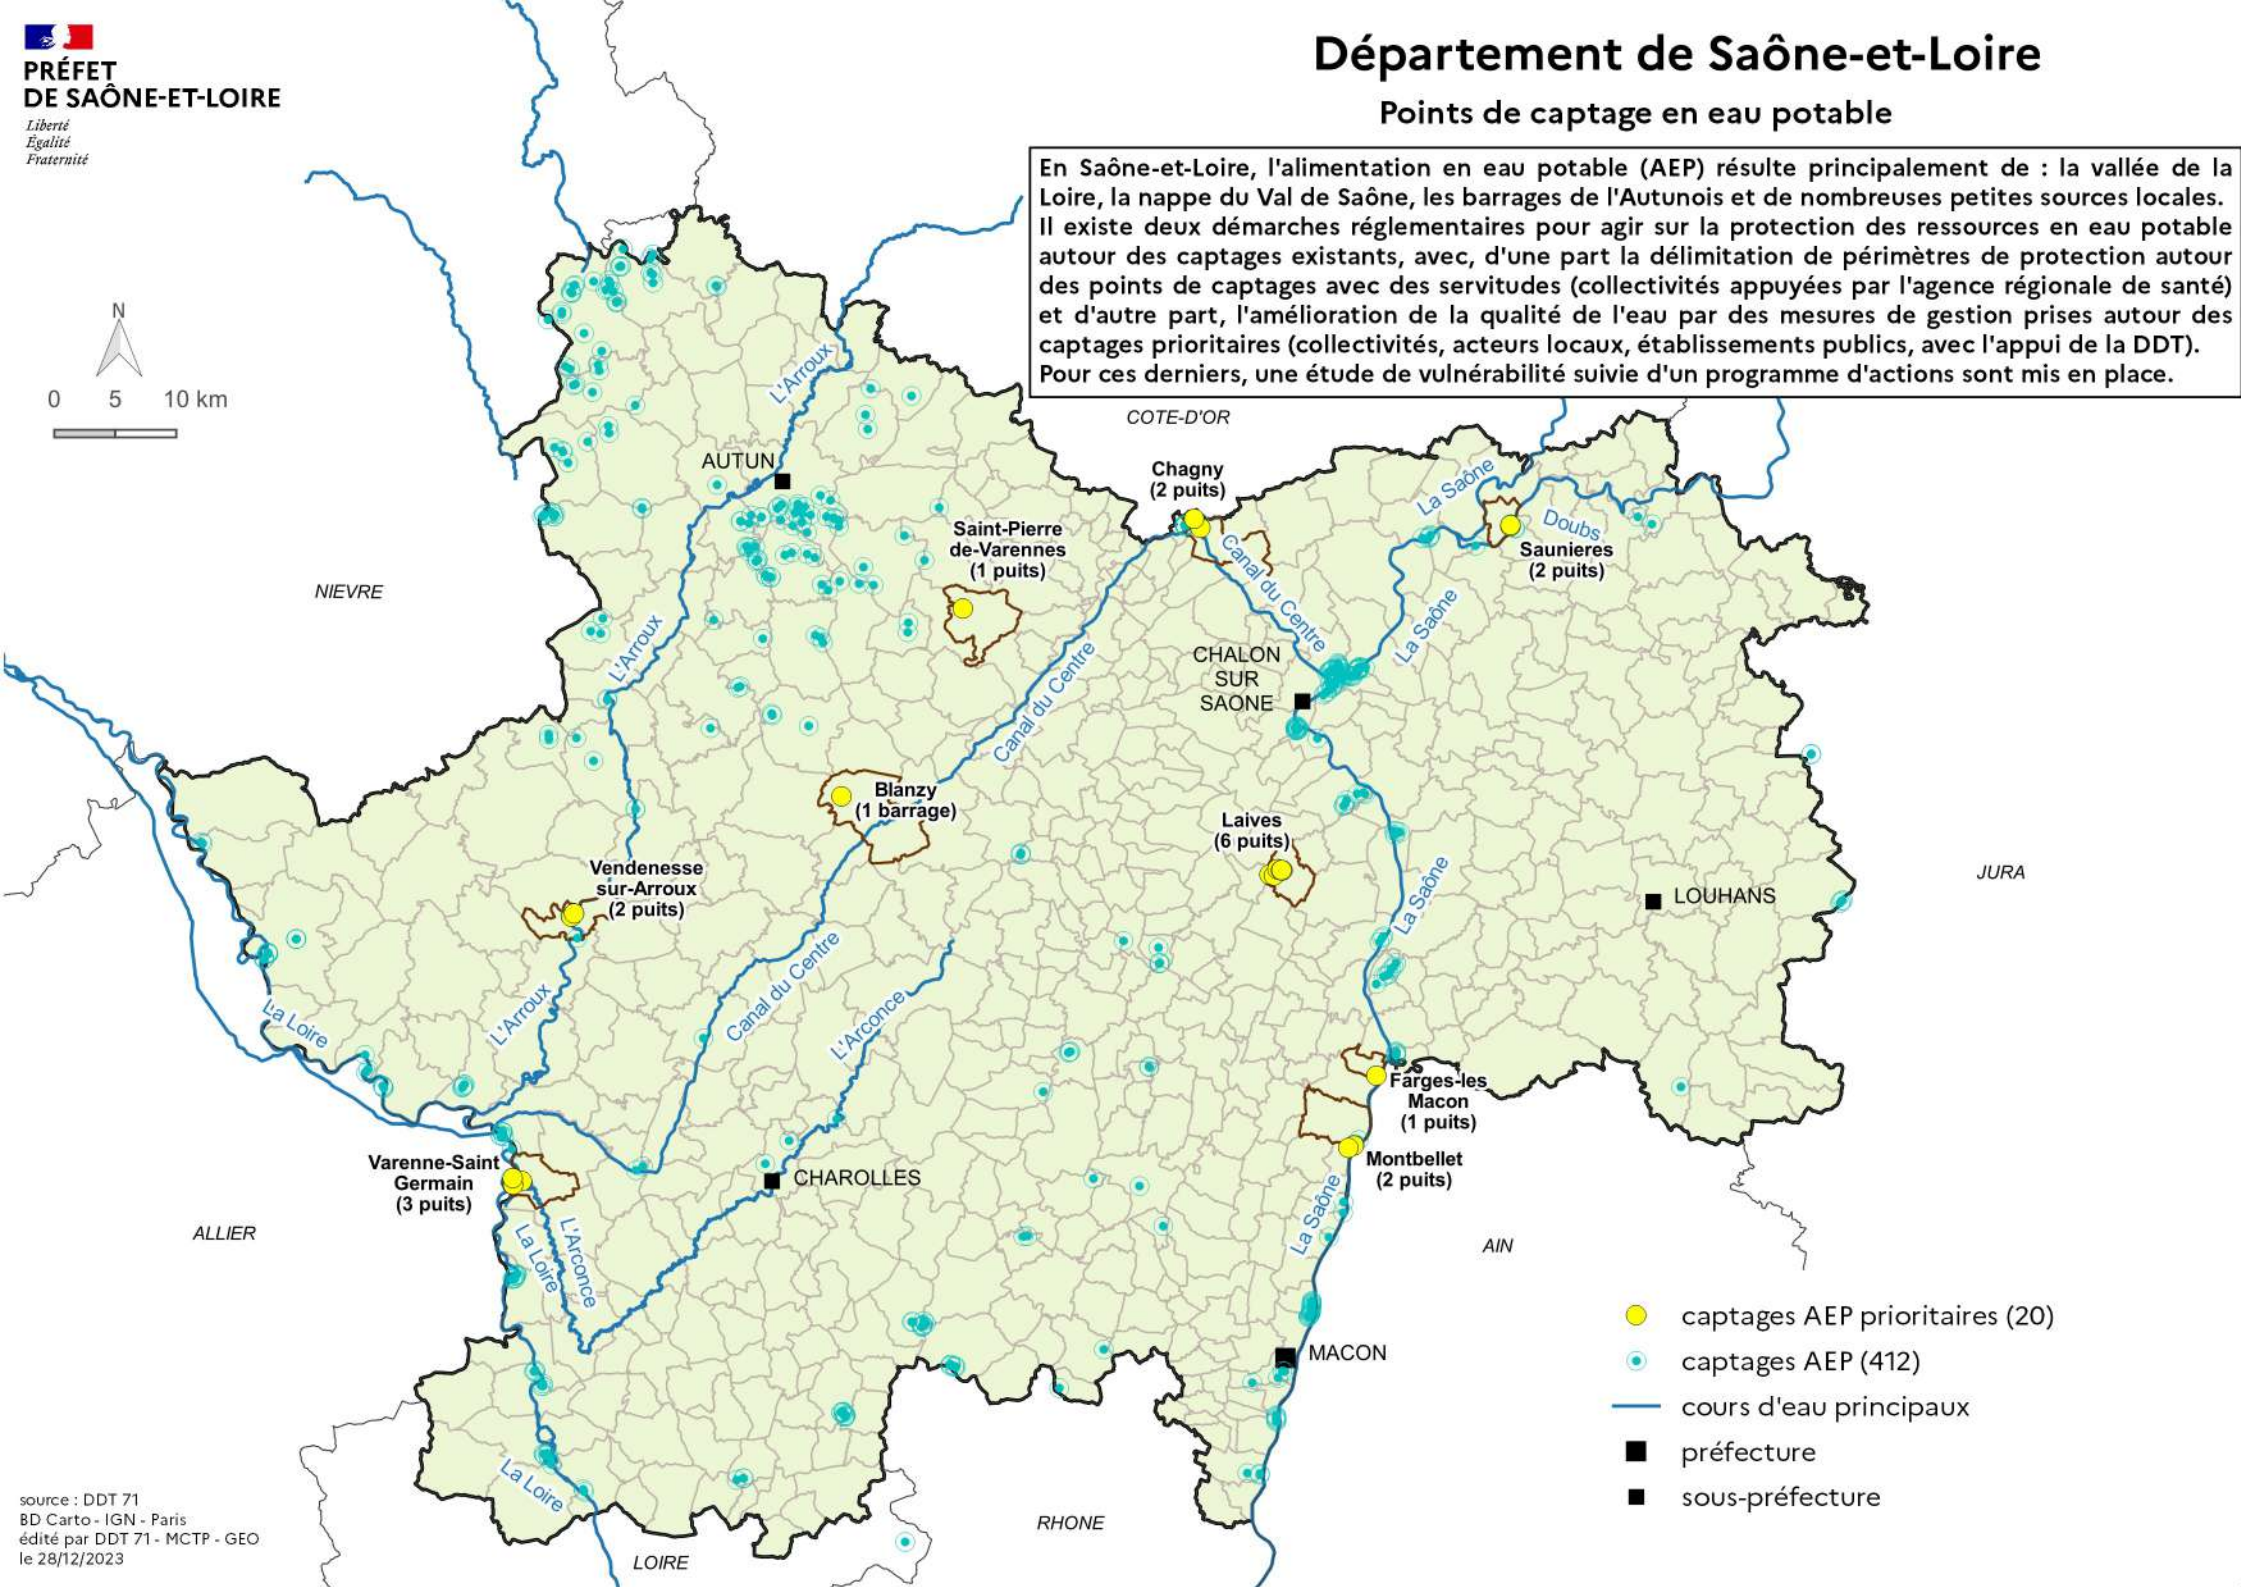 PRÉFET
DE SAÔNE-ET-LOIRE
Liberté
Égalité
Fraternité
Département de Saône-et-Loire
Points de captage en eau potable
En Saône-et-Loire, l'alimentation en eau potable (AEP) résulte principalement de : la vallée de la
Loire, la nappe du Val de Saône, les barrages de l'Autunois et de nombreuses petites sources locales.
Il existe deux démarches réglementaires pour agir sur la protection des ressources en eau potable
autour des captages existants, avec, d'une part la délimitation de périmètres de protection autour
des points de captages avec des servitudes (collectivités appuyées par l'agence régionale de santé)
et d'autre part, l'amélioration de la qualité de l'eau par des mesures de gestion prises autour des
captages prioritaires (collectivités, acteurs locaux, établissements publics, avec l'appui de la DDT).
Pour ces derniers, une étude de vulnérabilité suivie d'un programme d'actions sont mis en place.
N
0 5 10 km
COTE-D'OR
L'Arroux
AUTUN
Chagny
(2 puits)
La Saône
Doubs
Saunieres
(2 puits)
Saint-Pierre
de-Varennes
(1 puits)
Canal du Centre
NIEVRE
L'Arroux
La Saône
Canal du Centre
CHALON
SUR
SAONE
Blanzy
(1 barrage)
Laives
(6 puits)
Vendenesse
sur-Arroux
(2 puits)
La Saône
JURA
LOUHANS
Canal du Centre
L'Arroux
La Loire
L'Arconce
Farges-les
Macon
(1 puits)
Montbellet
(2 puits)
Varenne-Saint
Germain
(3 puits)
CHAROLLES
La Saône
ALLIER
La Loire
L'Arconce
AIN
MACON
La Loire
RHONE
LOIRE
captages AEP prioritaires (20)
captages AEP (412)
cours d'eau principaux
préfecture
sous-préfecture
source : DDT 71
BD Carto - IGN - Paris
édité par DDT 71 - MCTP - GEO
le 28/12/2023